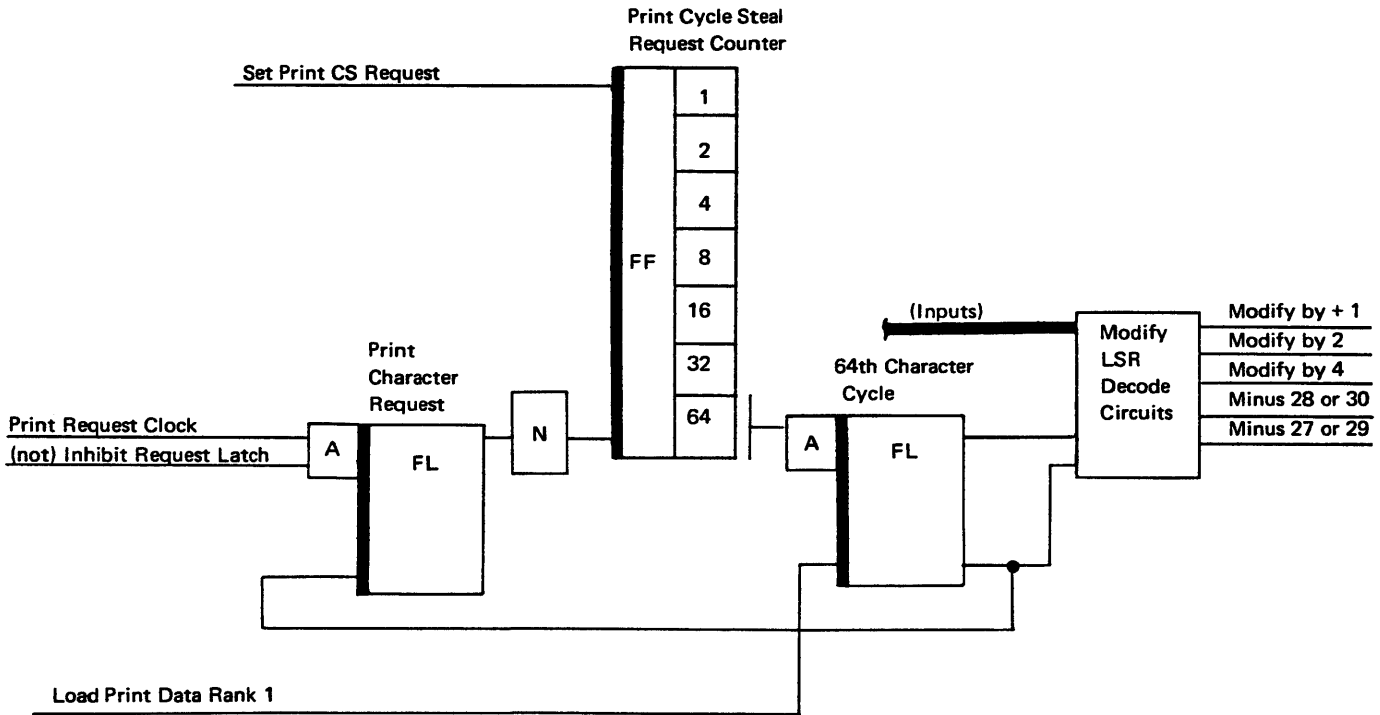 Print Cycle Steal
Request Counter
Set Print CS Request
FF
1
2
4
8
16
32
64
Print
Character
Request
Print Request Clock
(not) Inhibit Request Latch
A
FL
N
64th Character
Cycle
A
FL
(Inputs)
Modify
LSR
Decode
Circuits
Modify by + 1
Modify by 2
Modify by 4
Minus 28 or 30
Minus 27 or 29
Load Print Data Rank 1